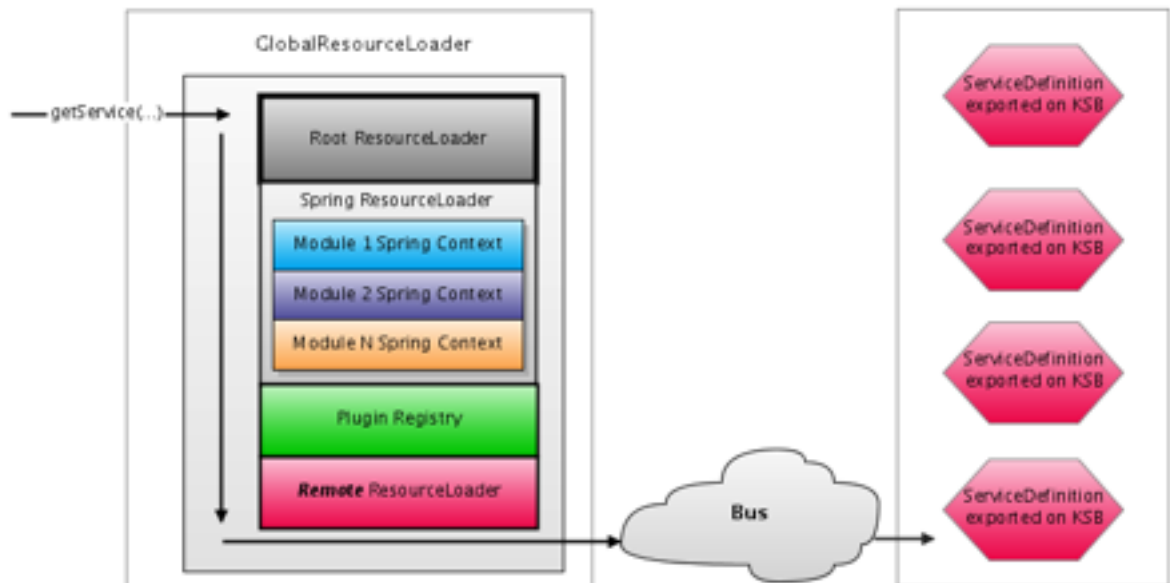 GlobalResourceLoader
getService(...)
Root ResourceLoader
Spring ResourceLoader
Module 1 Spring Context
Module 2 Spring Context
Module N Spring Context
Plugin Registry
Remote ResourceLoader
Bus
ServiceDefinition
exported on KSB
ServiceDefinition
exported on KSB
ServiceDefinition
exported on KSB
ServiceDefinition
exported on KSB